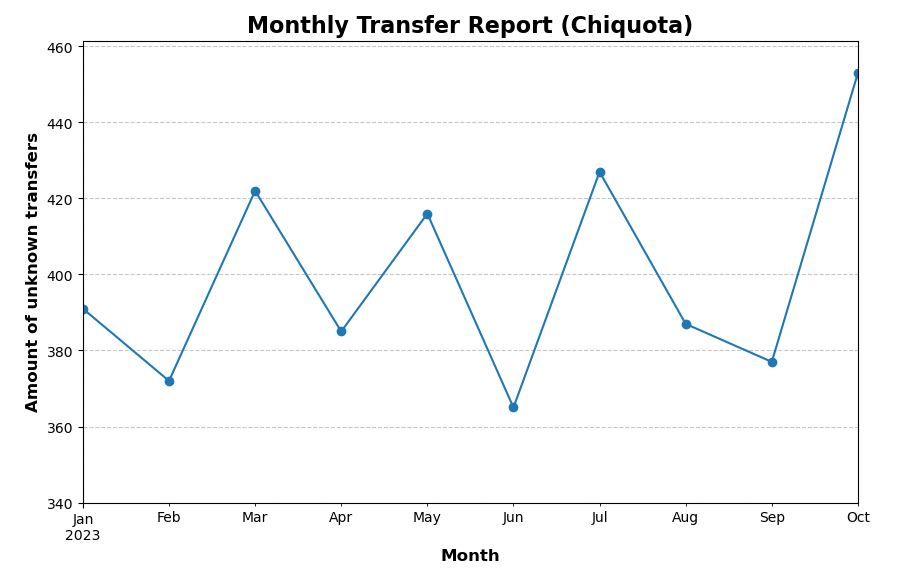 Monthly Transfer Report (Chiquota)
Amount of unknown transfers
460
440
420
400
380
360
340
Jan Feb Mar Apr May Jun Jul Aug Sep Oct
2023
Month